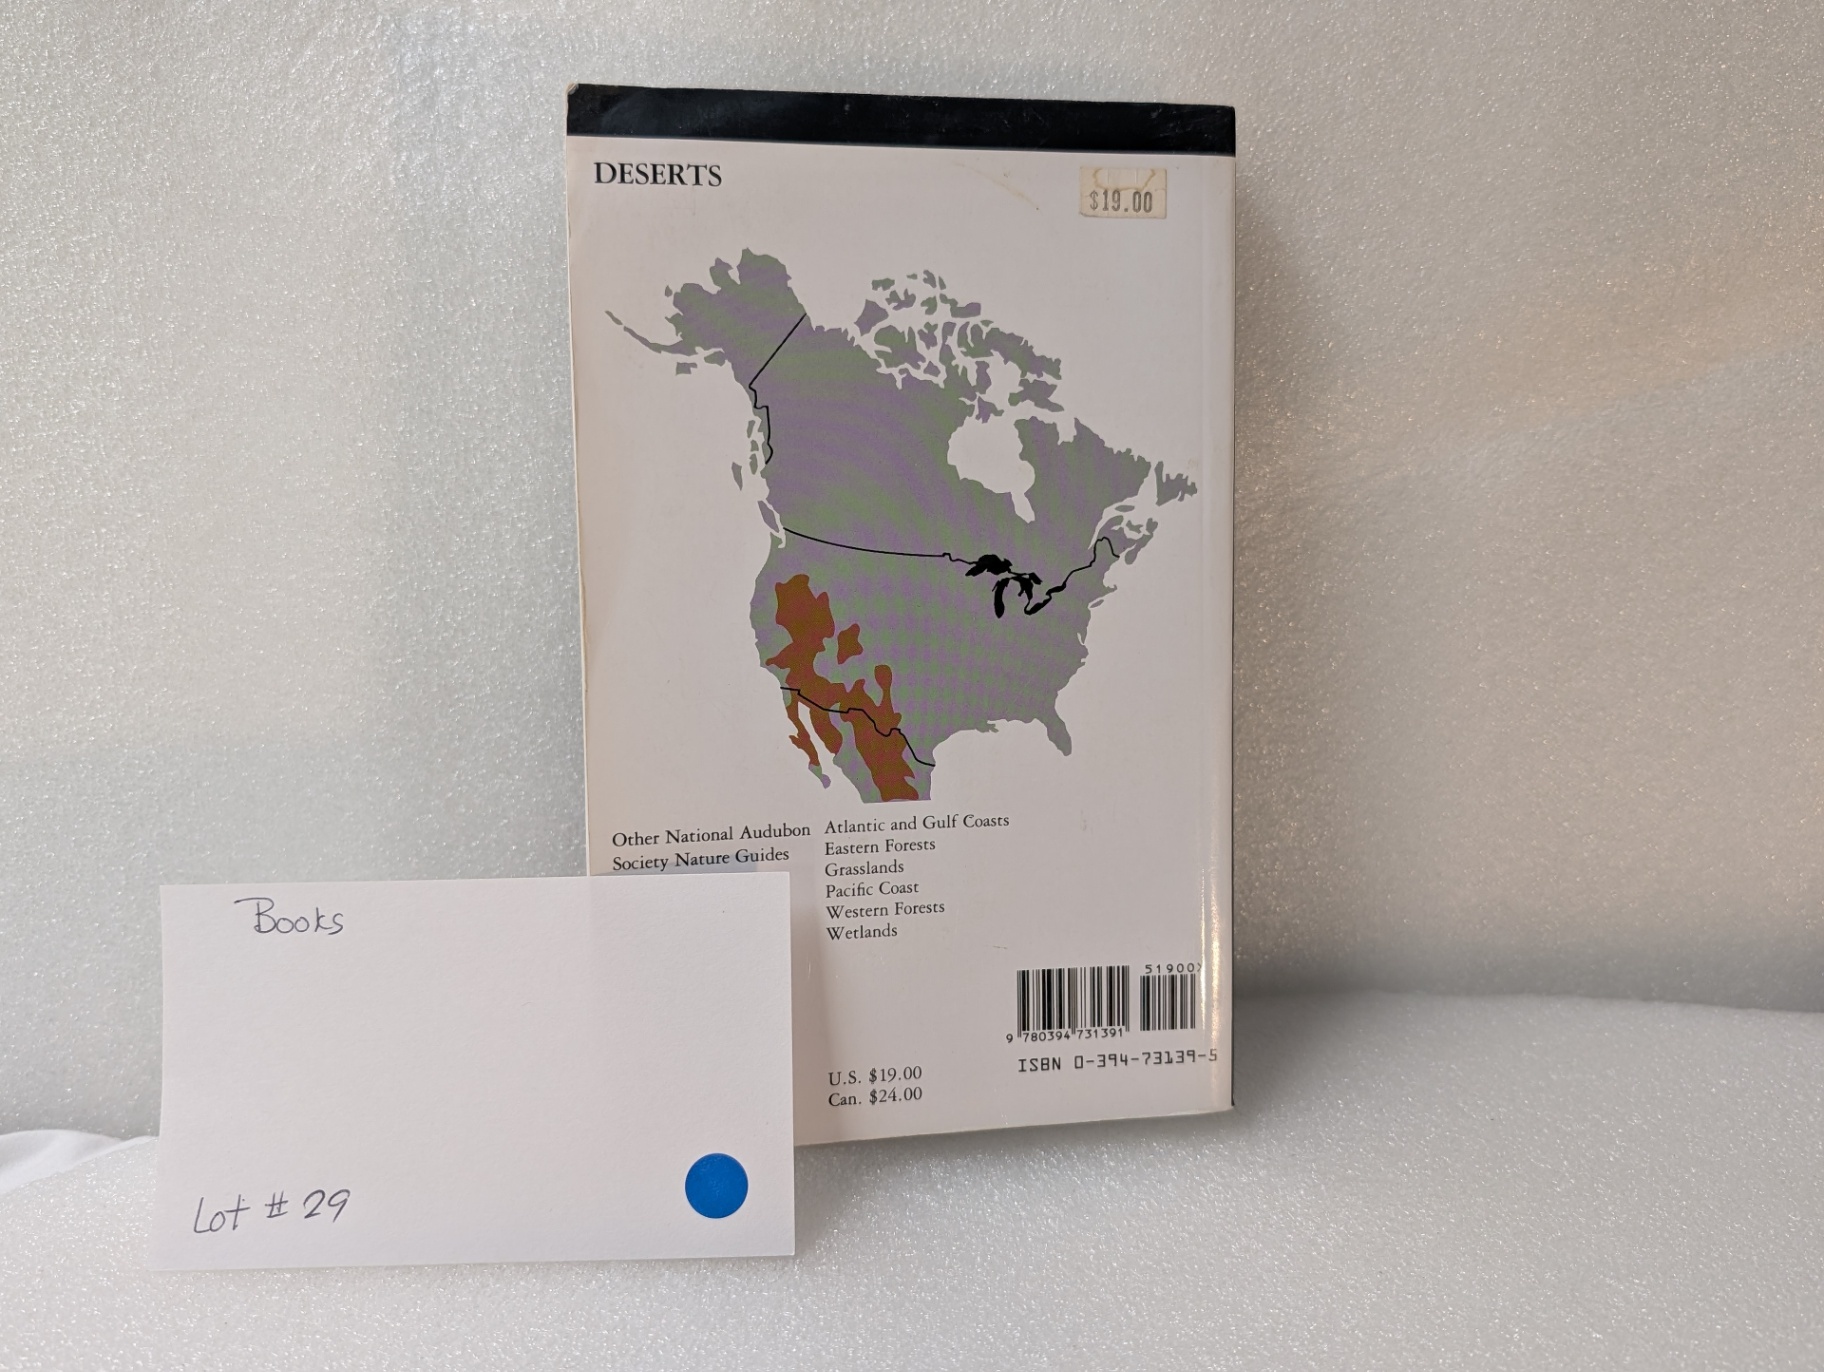 DESERTS
$19.00
Other National Audubon
Society Nature Guides
Atlantic and Gulf Coasts
Eastern Forests
Grasslands
Pacific Coast
Western Forests
Wetlands
51900>
9 780394 731391
ISBN 0-394-73139-5
U.S. $19.00
Can. $24.00
Books
Lot # 29